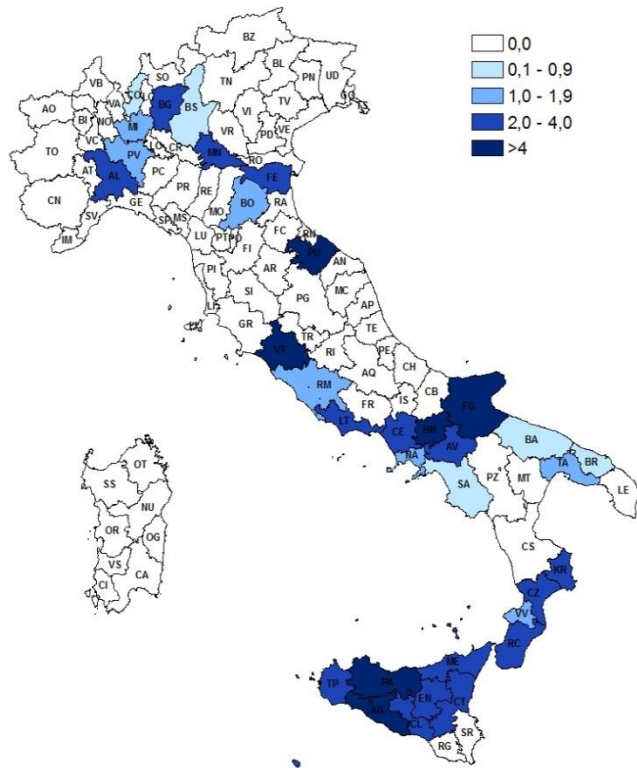 0,0
0,1 - 0,9
1,0 - 1,9
2,0 - 4,0
>4
BZ
SO
BL
UD
PN
TN
VB
CO
BG
BS
VI
TV
GO
TS
AO
BI
VA
NO
MI
VR
PD
VE
TO
VC
PV
LO
CR
MN
RO
AT
AL
PC
FE
CN
PR
RE
MO
BO
RA
SV
GE
SP
MS
IM
LU
PT
PO
FC
RN
PI
FI
PU
AN
LI
SI
AR
MC
PG
AP
GR
TE
VT
TR
RI
PE
AQ
CH
RM
FR
IS
CB
FG
LT
CE
BN
NA
AV
BA
SA
PZ
MT
TA
BR
LE
OT
SS
NU
OR
OG
CS
VS
CI
CA
KR
CZ
VV
RC
ME
TP
PA
EN
AG
CT
CL
SR
RG